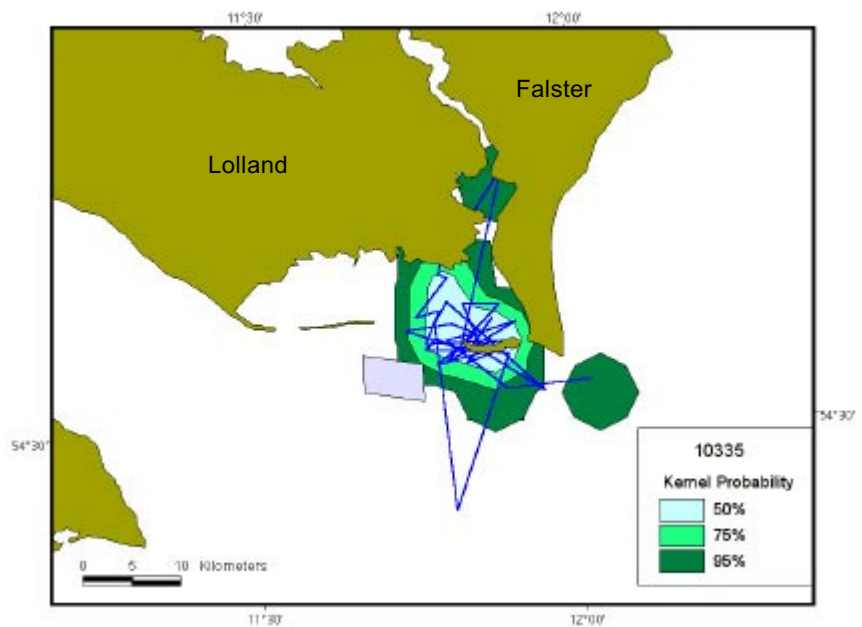 11°30'
12°00'
Falster
Lolland
54°30'
54°30'
10335
Kernel Probability
50%
75%
95%
0 5 10 Kilometers
11°30'
12°00'